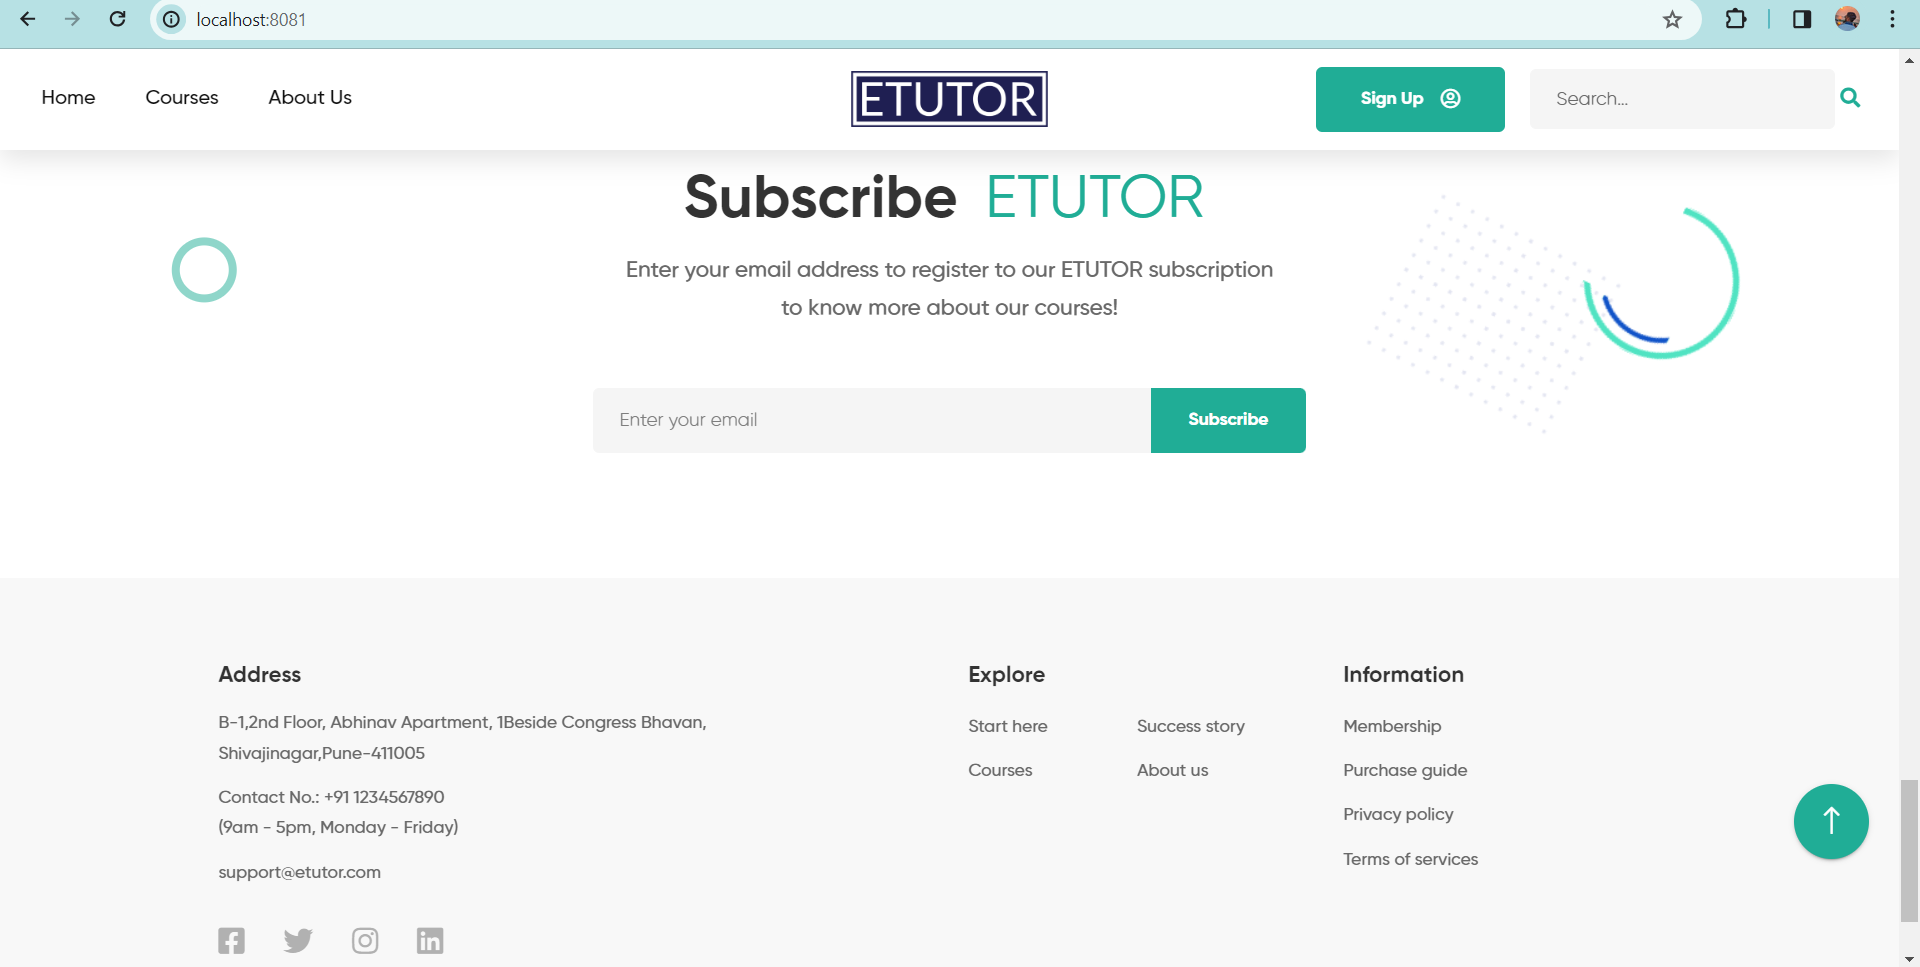 localhost:8081
Home Courses About Us ETUTOR Sign Up Search...
Subscribe ETUTOR
Enter your email address to register to our ETUTOR subscription
to know more about our courses!
Enter your email Subscribe
Address
B-1,2nd Floor, Abhinav Apartment, 1Beside Congress Bhavan,
Shivajinagar,Pune-411005
Contact No.: +91 1234567890
(9am - 5pm, Monday - Friday)
support@etutor.com
Explore
Start here Success story
Courses About us
Information
Membership
Purchase guide
Privacy policy
Terms of services